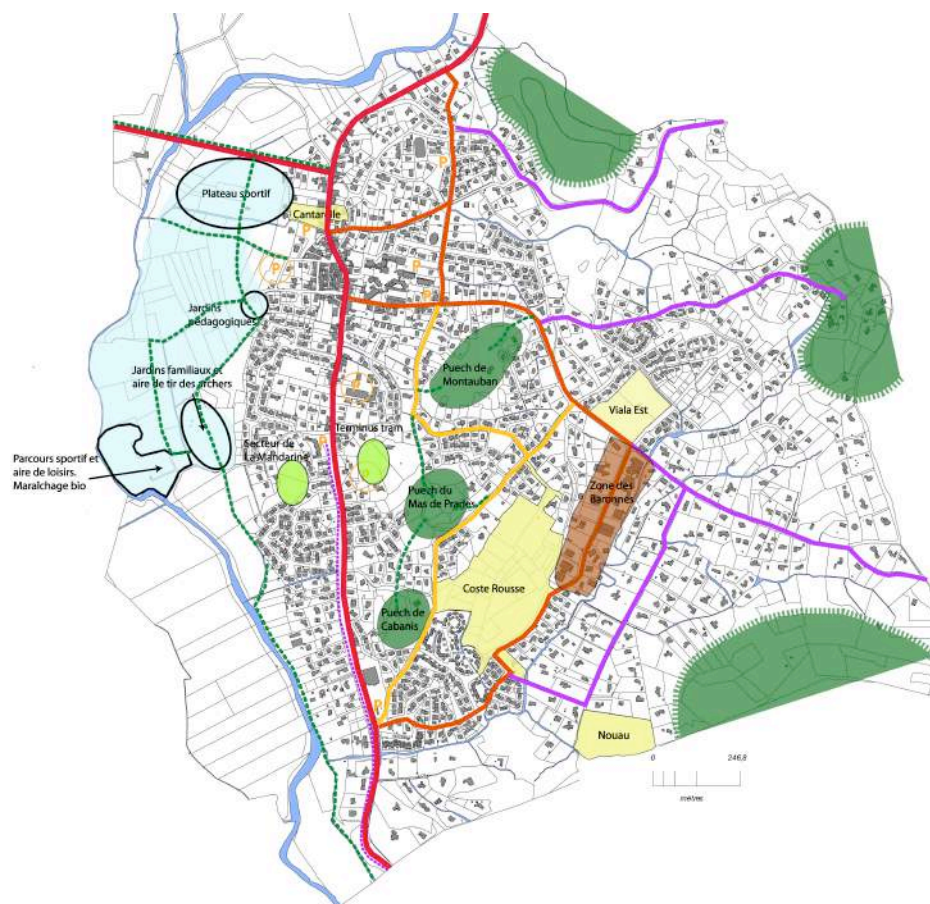 Plateau sportif
Cantarelle
P
P
P
P
P
Jardins
pédagogiques
Puech de
Montauban
Jardins familiaux et
aire de tir des archers
Viala Est
Terminus tram
P
Secteur de
La Mandarine
Parcours sportif et
aire de loisirs.
Maraîchage bio
Puech du
Mas de Prades
Zone des
Baronnes
Coste Rousse
Puech de
Cabanis
P
Nouau
0
246,8
mètres